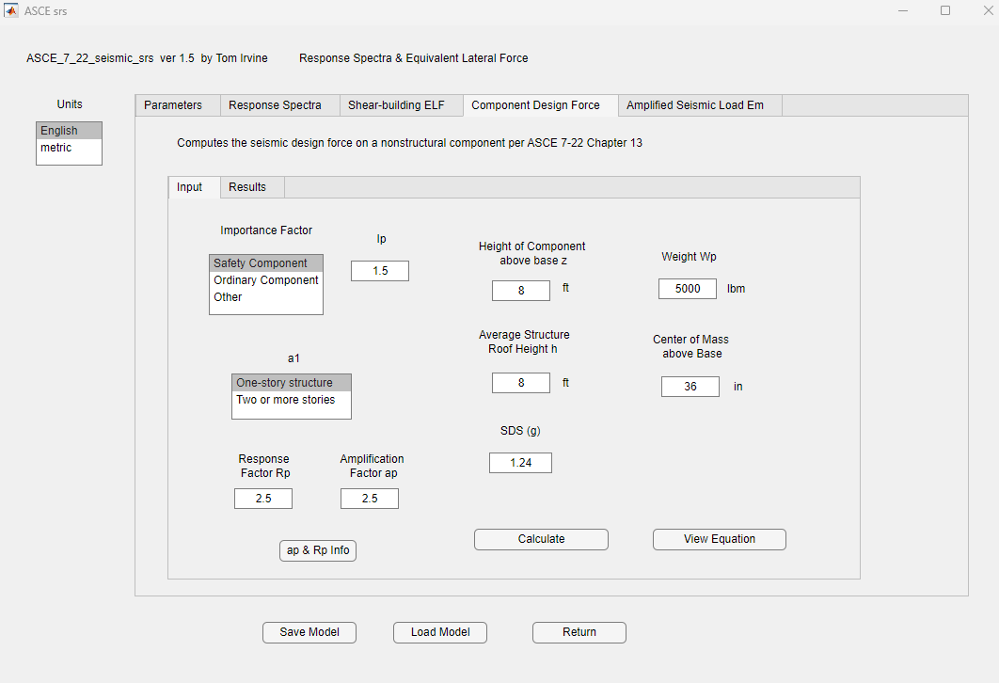 ASCE srs
ASCE_7_22_seismic_srs ver 1.5 by Tom Irvine
Response Spectra & Equivalent Lateral Force
Units
English
metric
Parameters
Response Spectra
Shear-building ELF
Component Design Force
Amplified Seismic Load Em
Computes the seismic design force on a nonstructural component per ASCE 7-22 Chapter 13
Input
Results
Importance Factor
Safety Component
Ordinary Component
Other
Ip
1.5
Height of Component
above base z
8
ft
Weight Wp
5000
lbm
a1
One-story structure
Two or more stories
Average Structure
Roof Height h
8
ft
Center of Mass
above Base
36
in
SDS (g)
1.24
Response
Factor Rp
2.5
Amplification
Factor ap
2.5
ap & Rp Info
Calculate
View Equation
Save Model
Load Model
Return